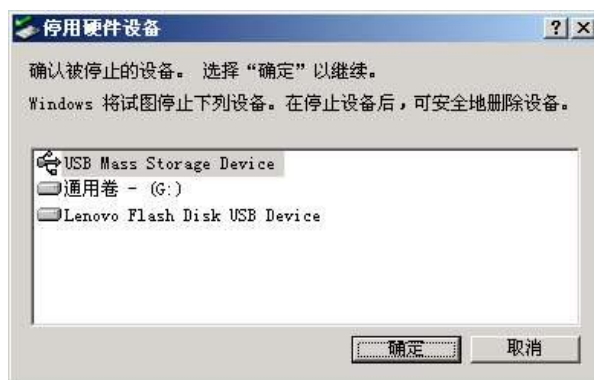 停用硬件设备
确认被停止的设备。 选择“确定”以继续。
Windows 将试图停止下列设备。在停止设备后，可安全地删除设备。
USB Mass Storage Device
通用卷 - (G:)
Lenovo Flash Disk USB Device
确定 取消